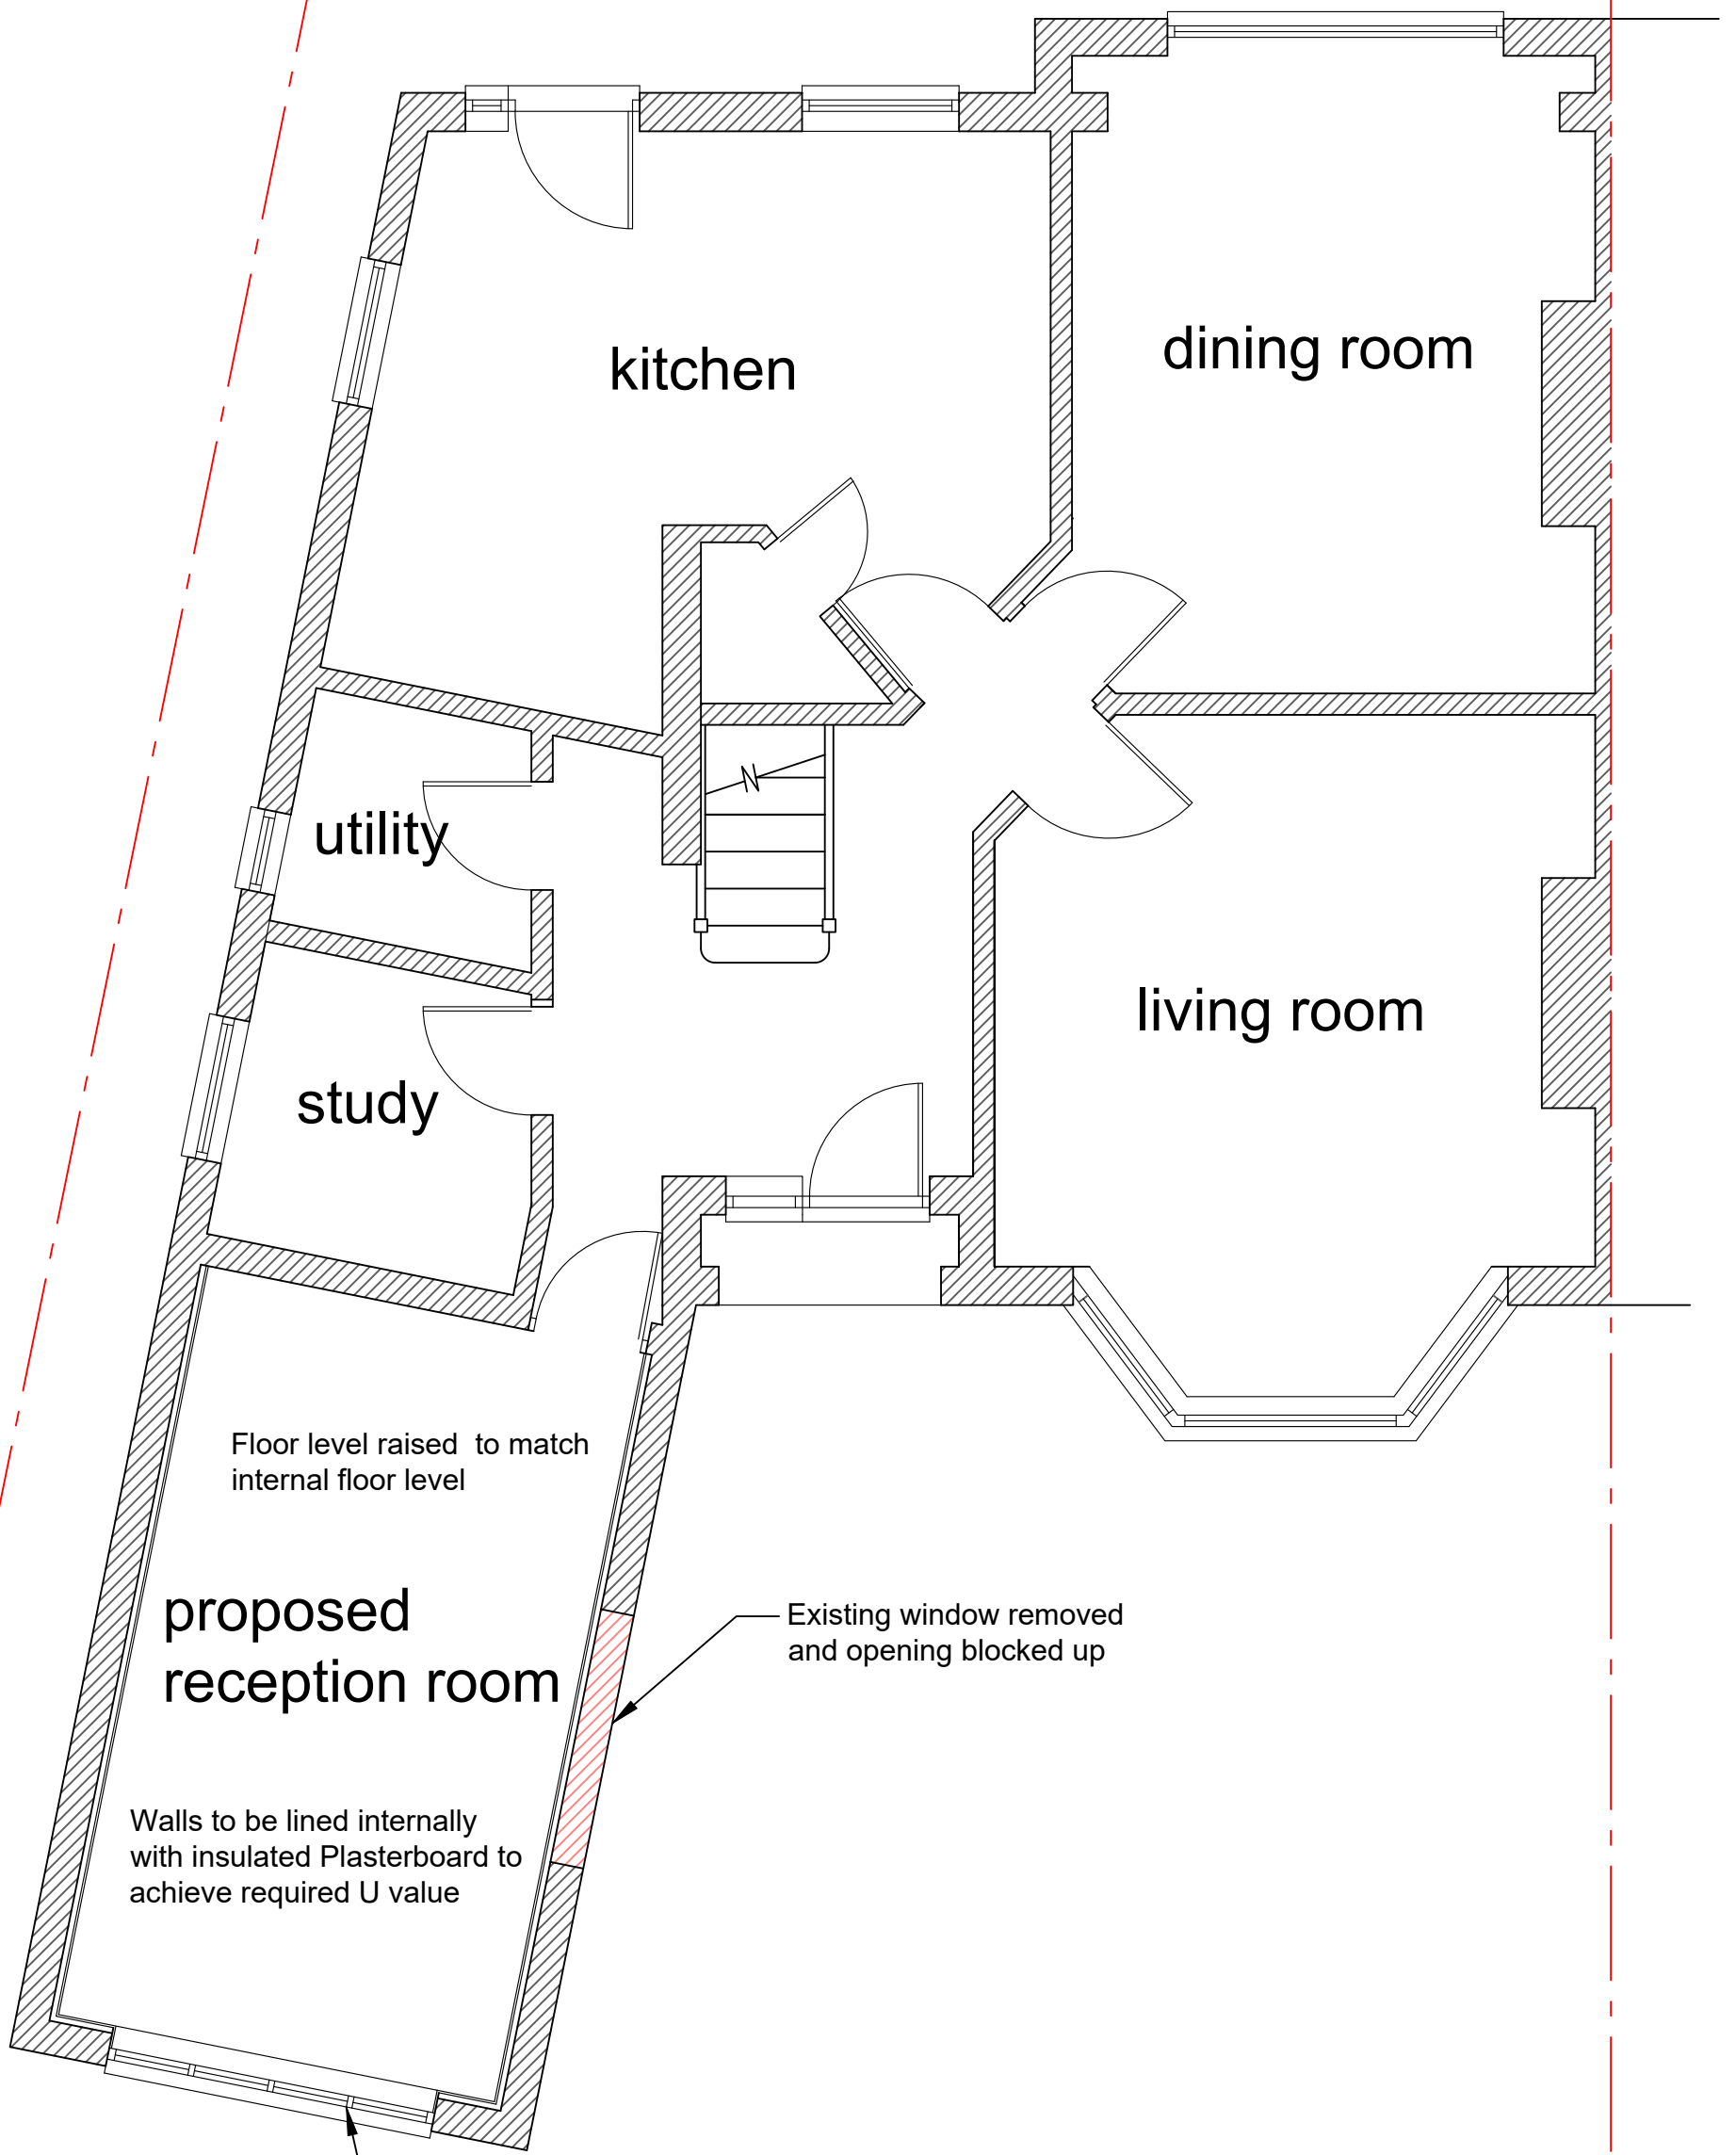 dining room
kitchen
utility
living room
study
Floor level raised to match
internal floor level
proposed
reception room
Existing window removed
and opening blocked up
Walls to be lined internally
with insulated Plasterboard to
achieve required U value